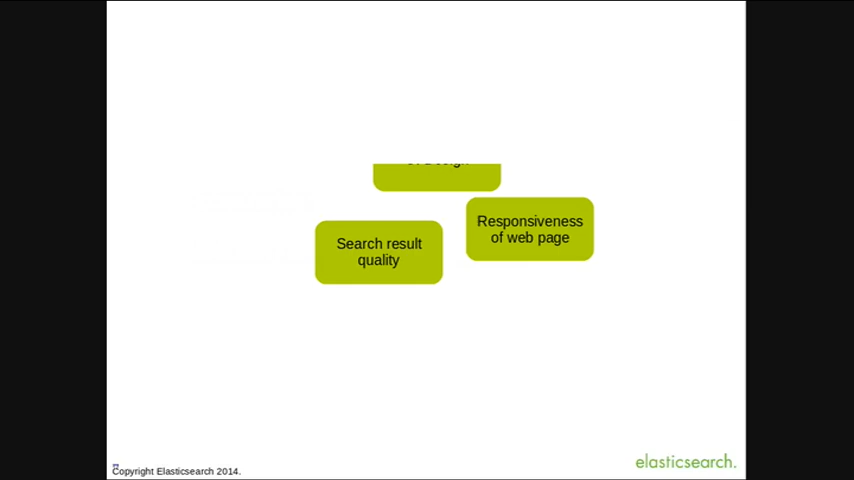 Responsiveness
of web page
Search result
quality
Copyright Elasticsearch 2014.
elasticsearch.